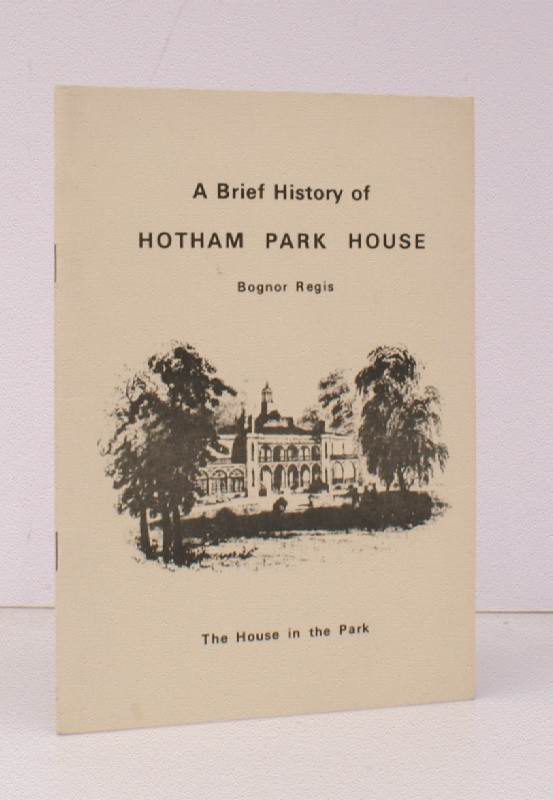 A Brief History of
HOTHAM PARK HOUSE
Bognor Regis
The House in the Park